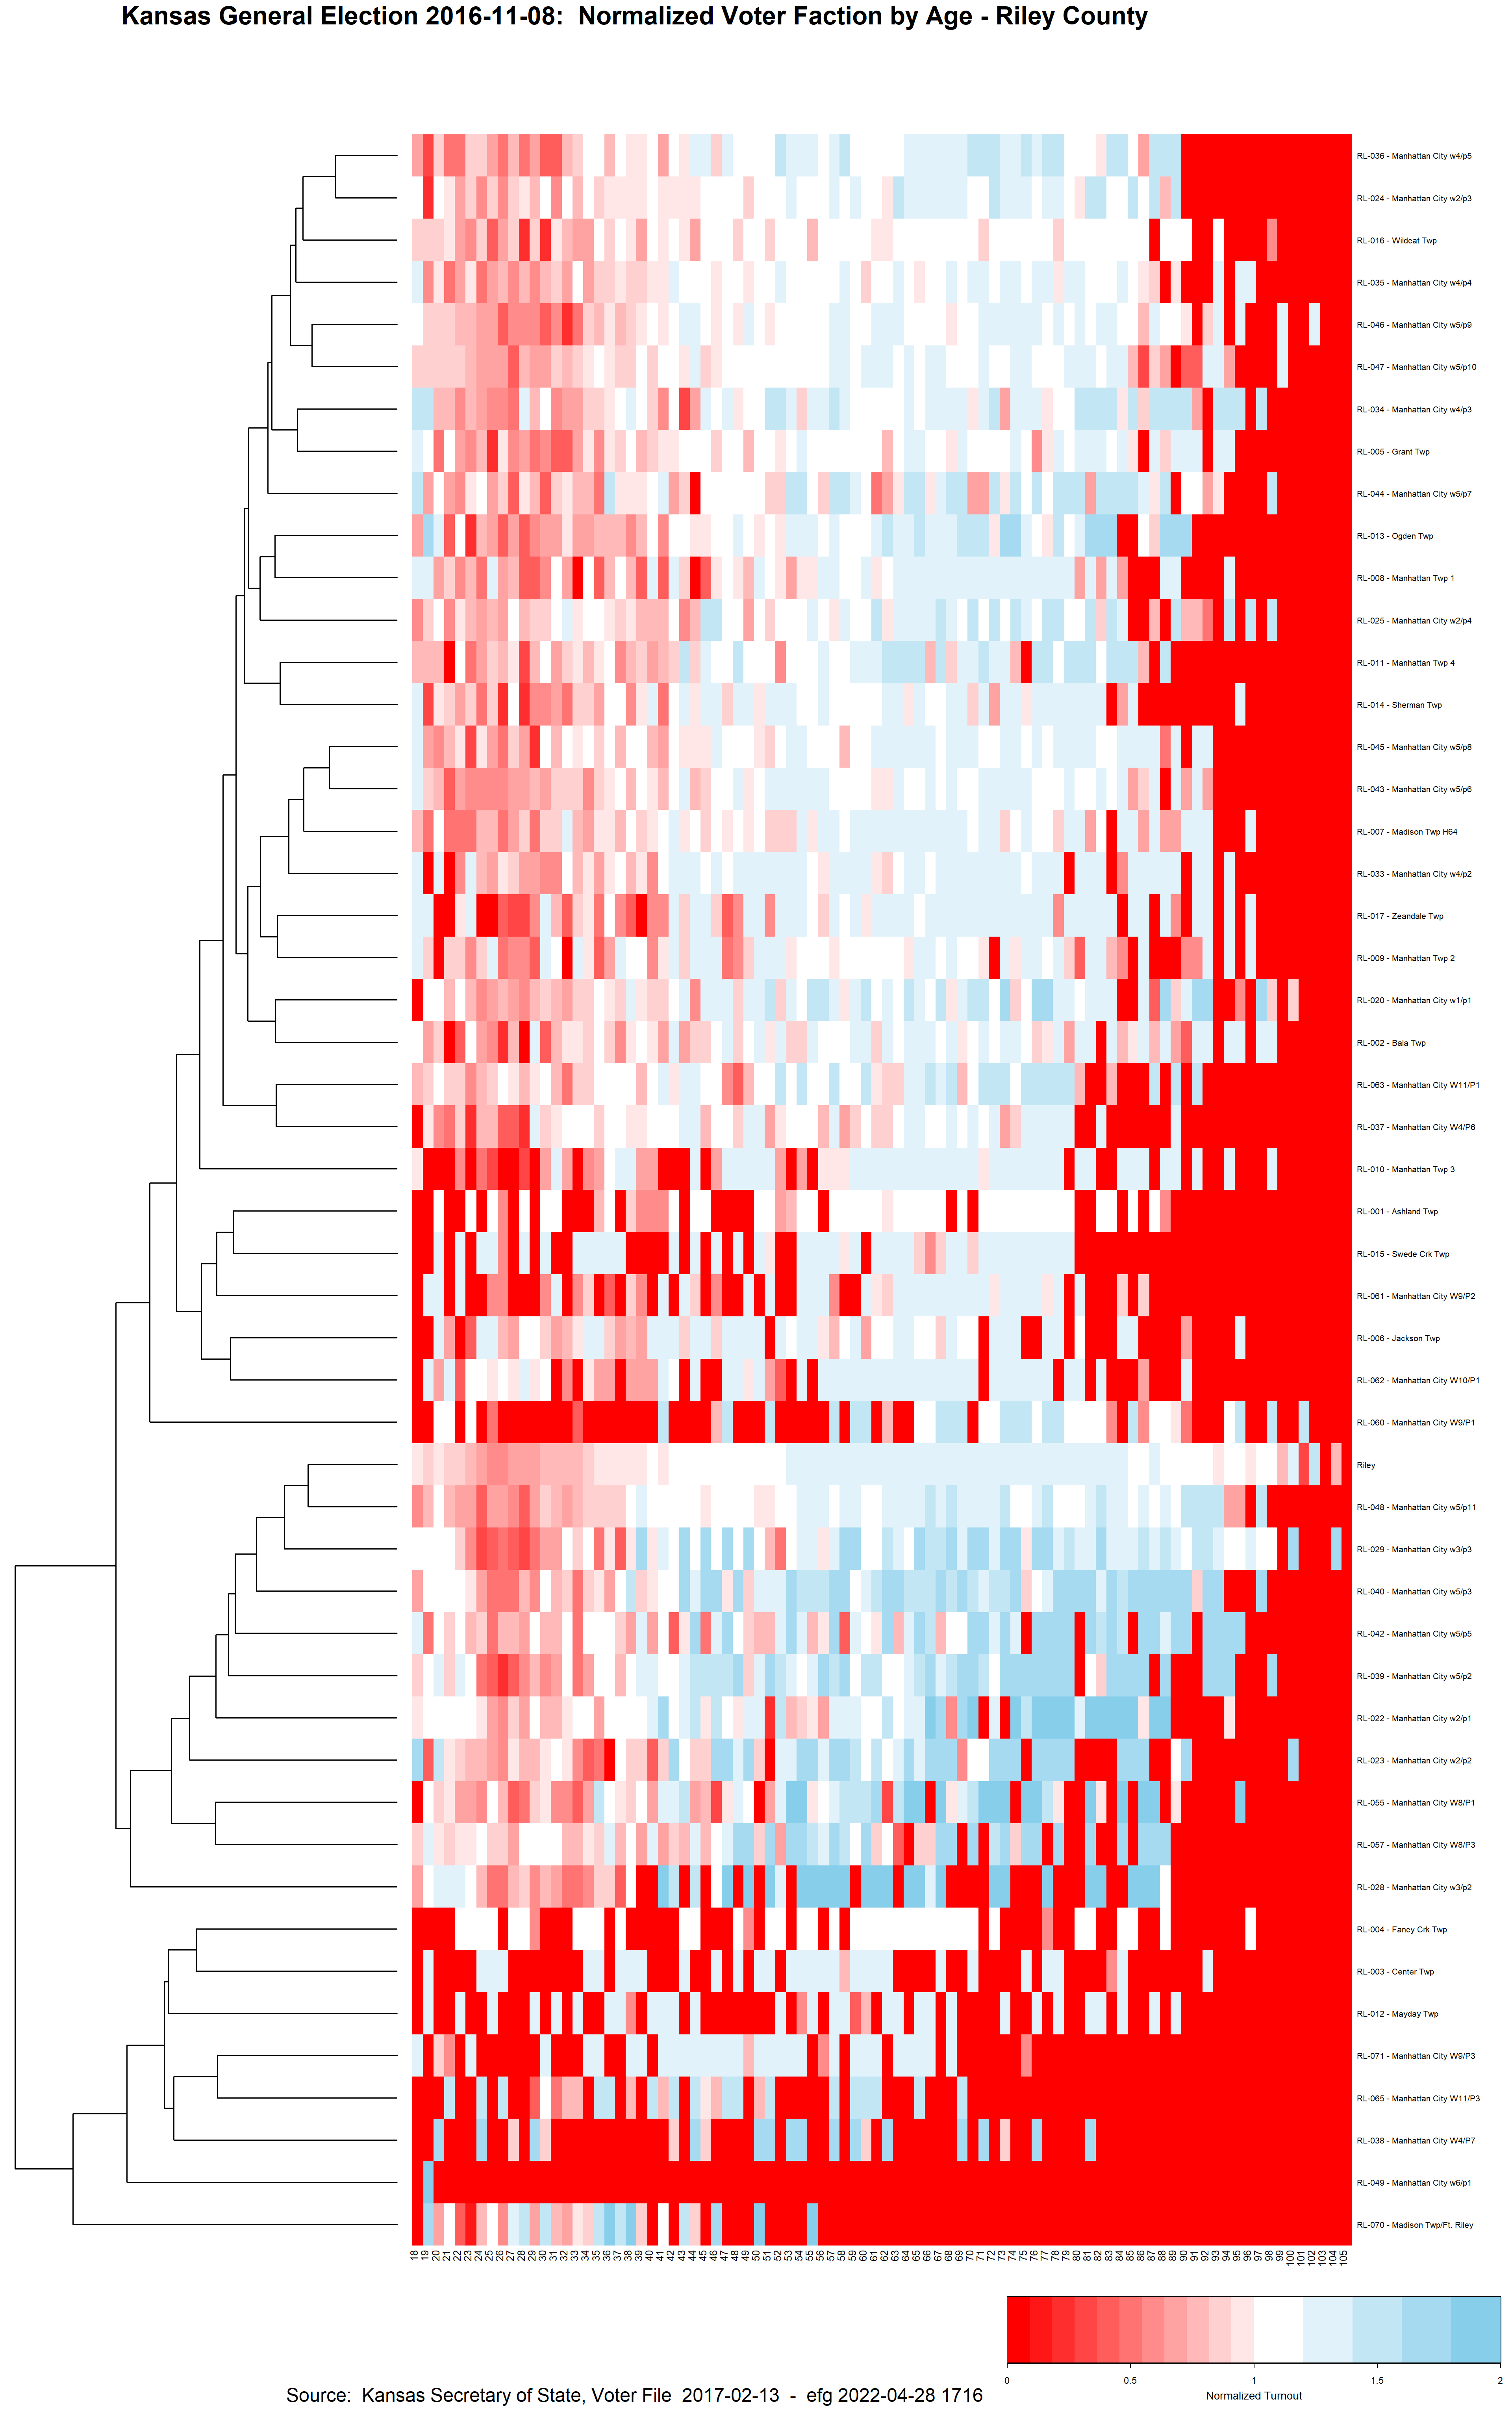 Kansas General Election 2016-11-08:  Normalized Voter Faction by Age - Riley County
RL-036 - Manhattan City w4/p5
RL-024 - Manhattan City w2/p3
RL-016 - Wildcat Twp
RL-035 - Manhattan City w4/p4
RL-046 - Manhattan City w5/p9
RL-047 - Manhattan City w5/p10
RL-034 - Manhattan City w4/p3
RL-005 - Grant Twp
RL-044 - Manhattan City w5/p7
RL-013 - Ogden Twp
RL-008 - Manhattan Twp 1
RL-025 - Manhattan City w2/p4
RL-011 - Manhattan Twp 4
RL-014 - Sherman Twp
RL-045 - Manhattan City w5/p8
RL-043 - Manhattan City w5/p6
RL-007 - Madison Twp H64
RL-033 - Manhattan City w4/p2
RL-017 - Zeandale Twp
RL-009 - Manhattan Twp 2
RL-020 - Manhattan City w1/p1
RL-002 - Bala Twp
RL-063 - Manhattan City W11/P1
RL-037 - Manhattan City W4/P6
RL-010 - Manhattan Twp 3
RL-001 - Ashland Twp
RL-015 - Swede Crk Twp
RL-061 - Manhattan City W9/P2
RL-006 - Jackson Twp
RL-062 - Manhattan City W10/P1
RL-060 - Manhattan City W9/P1
Riley
RL-048 - Manhattan City w5/p11
RL-029 - Manhattan City w3/p3
RL-040 - Manhattan City w5/p3
RL-042 - Manhattan City w5/p5
RL-039 - Manhattan City w5/p2
RL-022 - Manhattan City w2/p1
RL-023 - Manhattan City w2/p2
RL-055 - Manhattan City W8/P1
RL-057 - Manhattan City W8/P3
RL-028 - Manhattan City w3/p2
RL-004 - Fancy Crk Twp
RL-003 - Center Twp
RL-012 - Mayday Twp
RL-071 - Manhattan City W9/P3
RL-065 - Manhattan City W11/P3
RL-038 - Manhattan City W4/P7
RL-049 - Manhattan City w6/p1
RL-070 - Madison Twp/Ft. Riley
18 19 20 21 22 23 24 25 26 27 28 29 30 31 32 33 34 35 36 37 38 39 40 41 42 43 44 45 46 47 48 49 50 51 52 53 54 55 56 57 58 59 60 61 62 63 64 65 66 67 68 69 70 71 72 73 74 75 76 77 78 79 80 81 82 83 84 85 86 87 88 89 90 91 92 93 94 95 96 97 98 99 100 101 102 103 104 105
0 0.5 1 1.5 2
Normalized Turnout
Source:  Kansas Secretary of State, Voter File  2017-02-13  -  efg 2022-04-28 1716